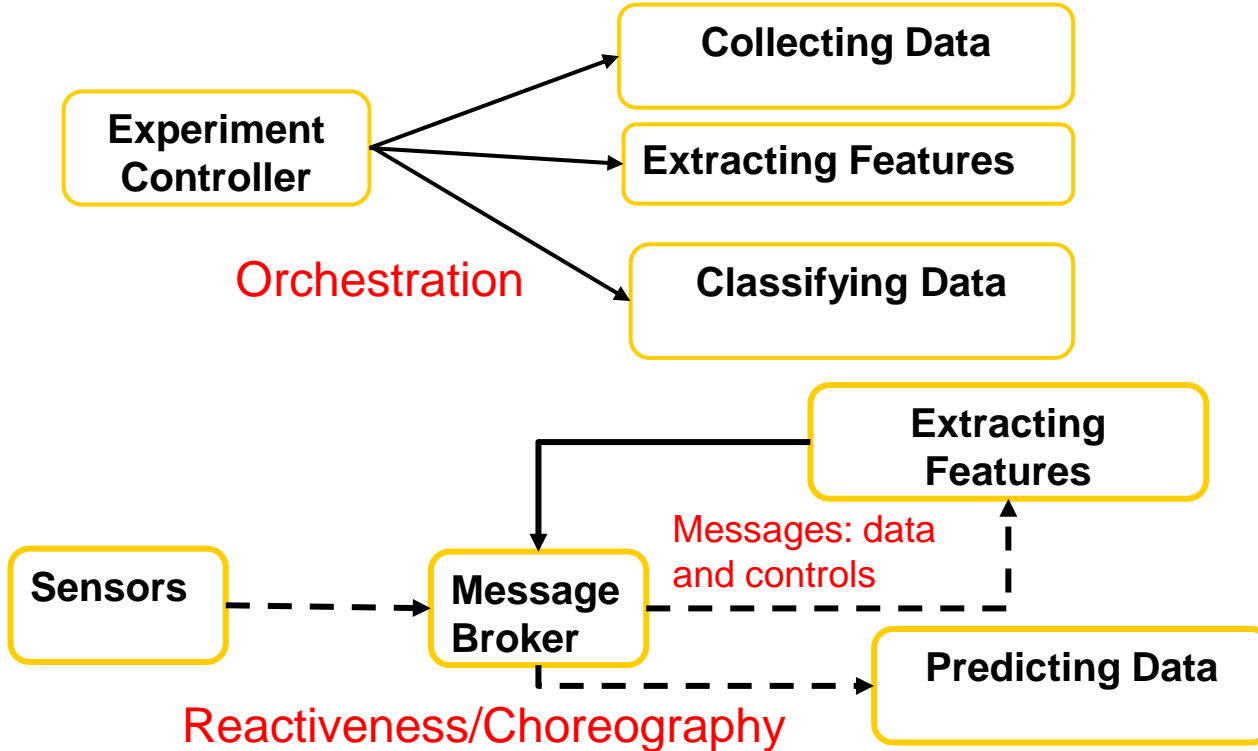 Collecting Data
Experiment
Controller
Extracting Features
Orchestration
Classifying Data
Extracting
Features
Messages: data
and controls
Sensors
Message
Broker
Predicting Data
Reactiveness/Choreography